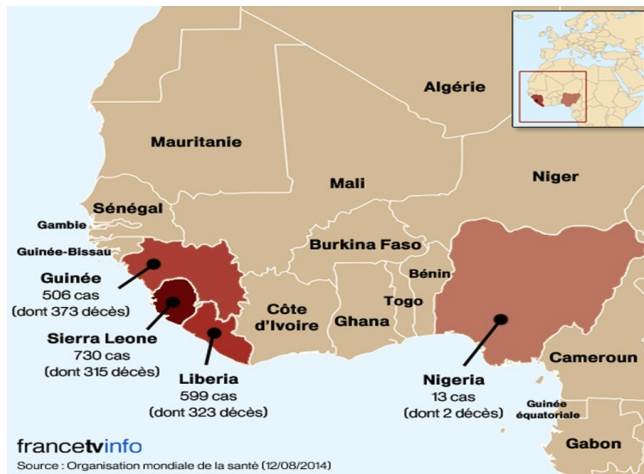 Algérie
Mauritanie
Mali
Niger
Sénégal
Gambie
Guinée-Bissau
Burkina Faso
Bénin
Guinée
506 cas
(dont 373 décès)
Togo
Côte
d'Ivoire
Ghana
Sierra Leone
730 cas
(dont 315 décès)
Liberia
599 cas
(dont 323 décès)
Nigeria
13 cas
(dont 2 décès)
Cameroun
Guinée
équatoriale
Gabon
francetvinfo
Source : Organisation mondiale de la santé (12/08/2014)